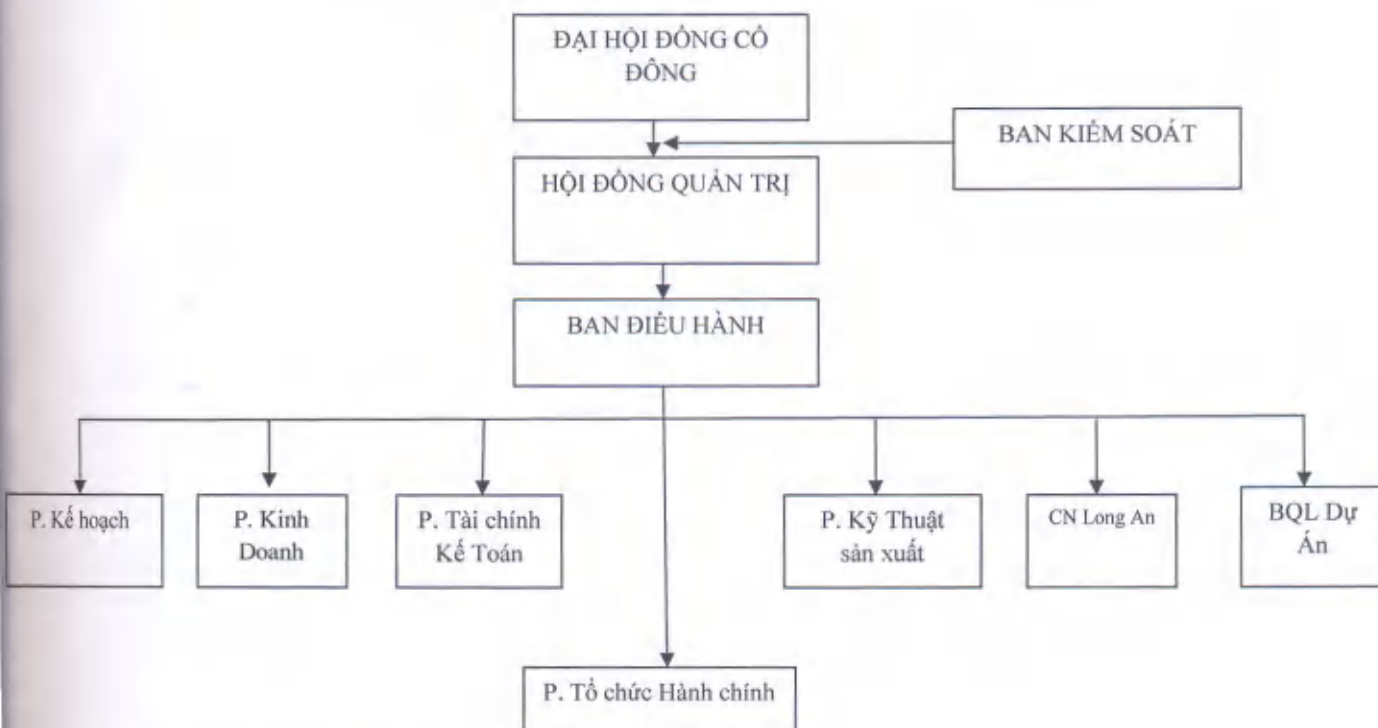 ĐẠI HỘI ĐỒNG CỔ
ĐÔNG
BAN KIỂM SOÁT
HỘI ĐỒNG QUẢN TRỊ
BAN ĐIỀU HÀNH
P. Kế hoạch
P. Kinh
Doanh
P. Tài chính
Kế Toán
P. Kỹ Thuật
sản xuất
CN Long An
BQL Dự
Án
P. Tổ chức Hành chính